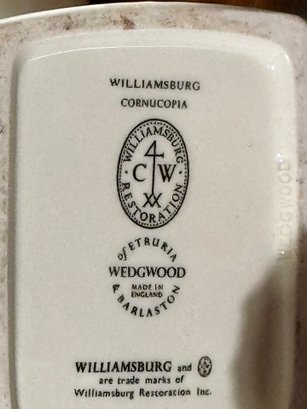 WILLIAMSBURG
CORNUCOPIA
WILLIAMSBURG
C W
RESTORATION
of ETRURIA
WEDGWOOD
MADE IN
ENGLAND
& BARLASTON
WILLIAMSBURG and
are trade marks of
Williamsburg Restoration Inc.
WEDGWOOD